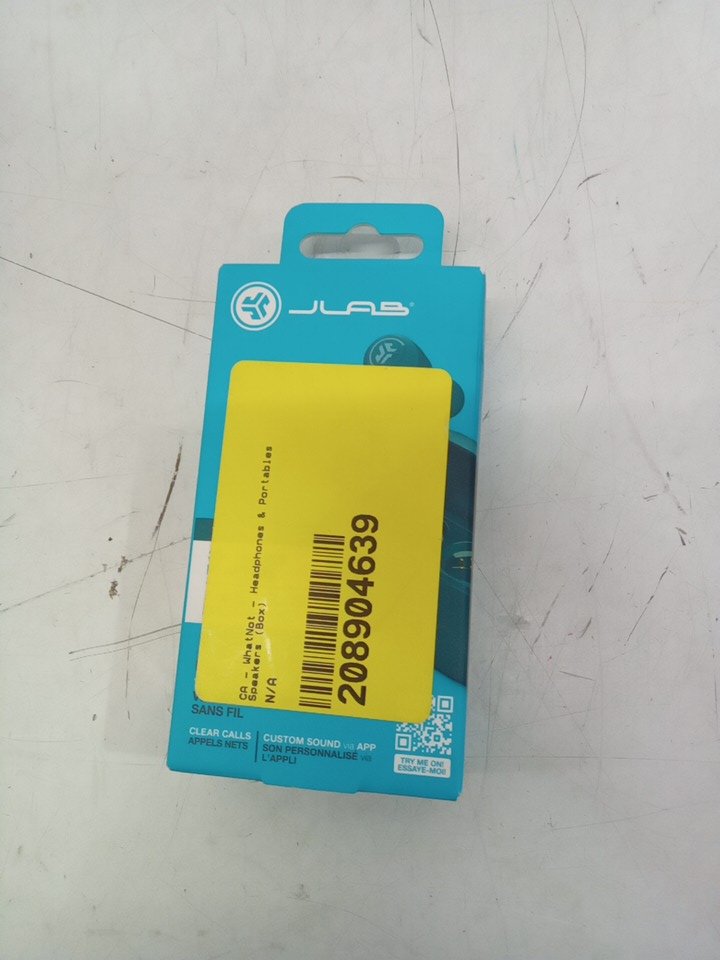 JLAB
CA - WhatNot - Headphones & Portables
Speakers (Box)
N/A
208904639
SANS FIL
CLEAR CALLS
APPELS NETS
CUSTOM SOUND via APP
SON PERSONNALISÉ via
L'APPLI
TRY ME ON!
ESSAYE-MOI!